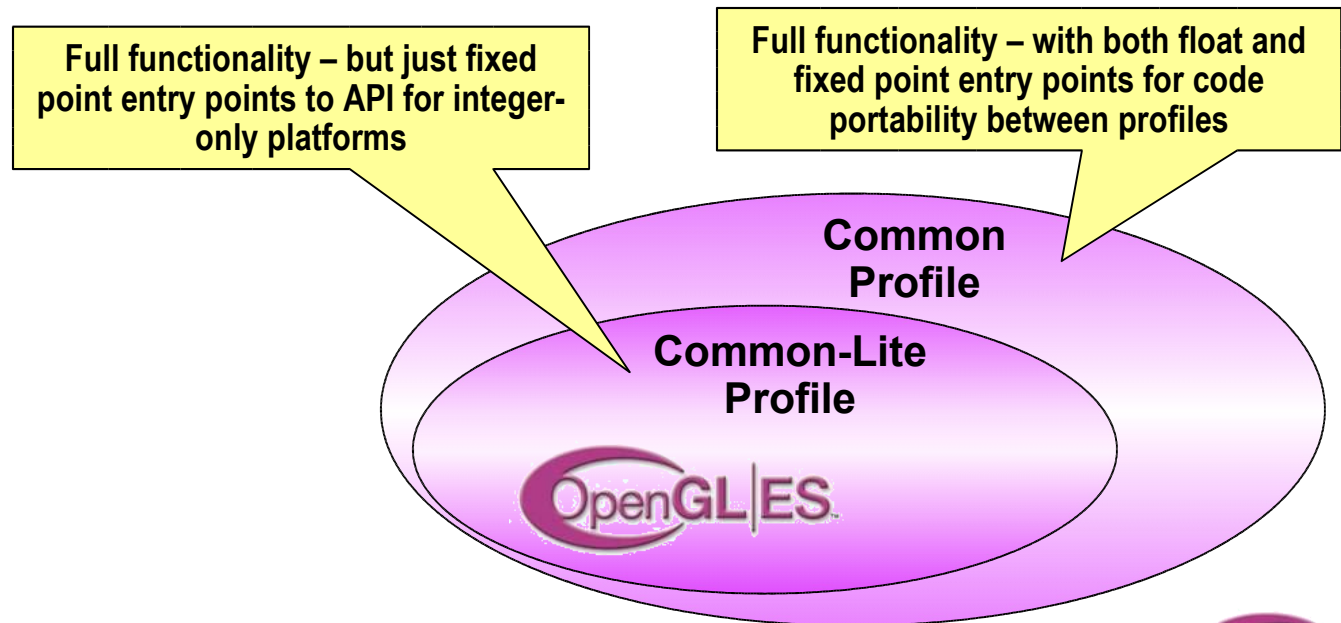 Full functionality – but just fixed
point entry points to API for integer-
only platforms
Full functionality – with both float and
fixed point entry points for code
portability between profiles
Common
Profile
Common-Lite
Profile
OpenGL|ES™